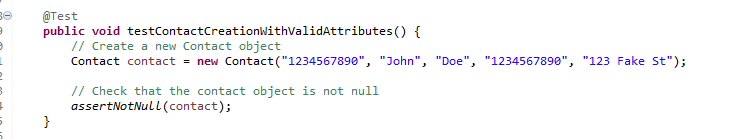 @Test
public void testContactCreationWithValidAttributes() {
// Create a new Contact object
Contact contact = new Contact("1234567890", "John", "Doe", "1234567890", "123 Fake St");
// Check that the contact object is not null
assertNotNull(contact);
}